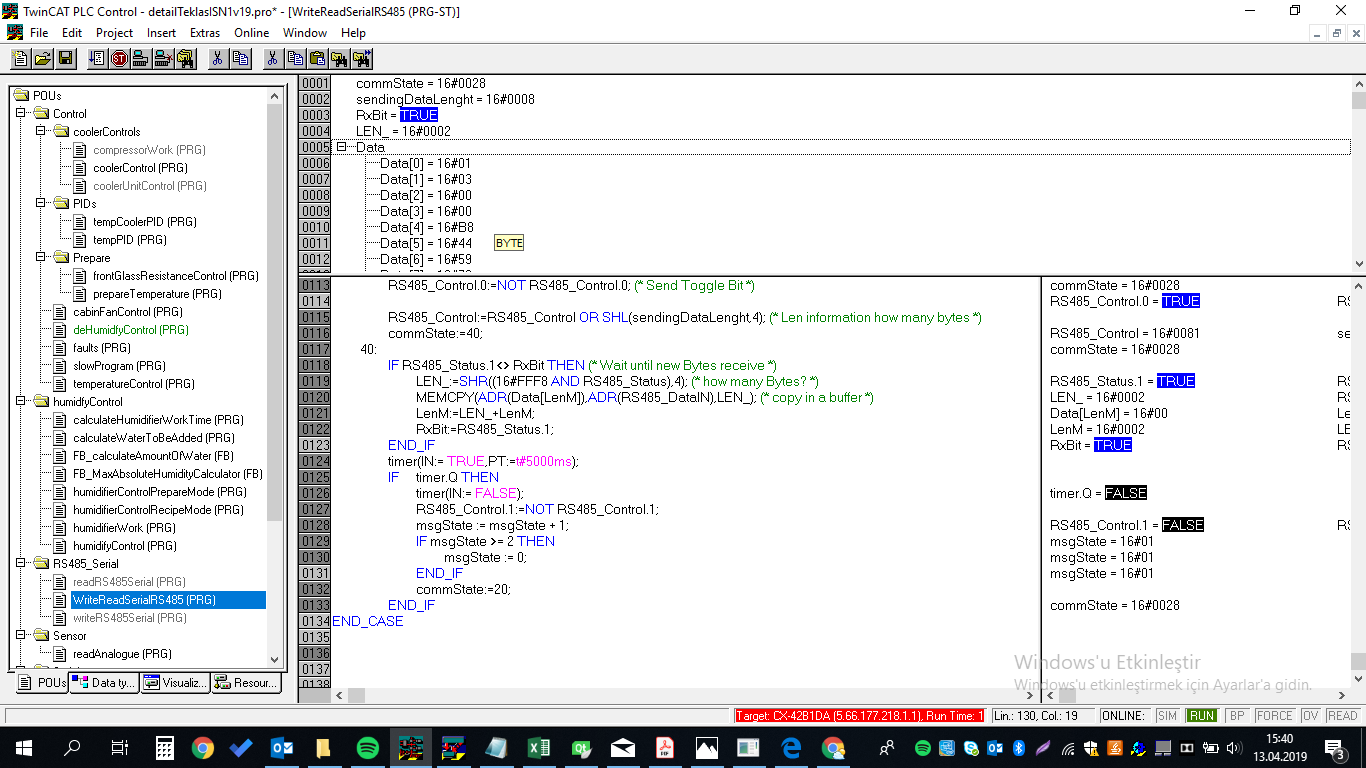 TwinCAT PLC Control - detailTeklasISN1v19.pro* - [WriteReadSerialRS485 (PRG-ST)]
File Edit Project Insert Extras Online Window Help
POUs
Control
coolerControls
compressorWork (PRG)
coolerControl (PRG)
coolerUnitControl (PRG)
PIDs
tempCoolerPID (PRG)
tempPID (PRG)
Prepare
frontGlassResistanceControl (PRG)
prepareTemperature (PRG)
cabinFanControl (PRG)
deHumidfyControl (PRG)
faults (PRG)
slowProgram (PRG)
temperatureControl (PRG)
humidfyControl
calculateHumidifierWorkTime (PRG)
calculateWaterToBeAdded (PRG)
FB_calculateAmountOfWater (FB)
FB_MaxAbsoluteHumidityCalculator (FB)
humidifierControlPrepareMode (PRG)
humidifierControlRecipeMode (PRG)
humidifierWork (PRG)
humidifyControl (PRG)
RS485_Serial
readRS485Serial (PRG)
WriteReadSerialRS485 (PRG)
writeRS485Serial (PRG)
Sensor
readAnalogue (PRG)
POUs Data ty... Visualiz... Resour...
0001 commState = 16#0028
0002 sendingDataLenght = 16#0008
0003 RxBit = TRUE
0004 LEN_ = 16#0002
0005 Data
0006 Data[0] = 16#01
0007 Data[1] = 16#03
0008 Data[2] = 16#00
0009 Data[3] = 16#00
0010 Data[4] = 16#B8
0011 Data[5] = 16#44 BYTE
0012 Data[6] = 16#59
0113 RS485_Control.0:=NOT RS485_Control.0; (* Send Toggle Bit *)
0114
0115 RS485_Control:=RS485_Control OR SHL(sendingDataLenght,4); (* Len information how many bytes *)
0116 commState:=40;
0117 40:
0118 IF RS485_Status.1<> RxBit THEN (* Wait until new Bytes receive *)
0119 LEN_:=SHR((16#FFF8 AND RS485_Status),4); (* how many Bytes? *)
0120 MEMCPY(ADR(Data[LenM]),ADR(RS485_DataIN),LEN_); (* copy in a buffer *)
0121 LenM:=LEN_+LenM;
0122 RxBit:=RS485_Status.1;
0123 END_IF
0124 timer(IN:= TRUE,PT:=t#5000ms);
0125 IF timer.Q THEN
0126 timer(IN:= FALSE);
0127 RS485_Control.1:=NOT RS485_Control.1;
0128 msgState := msgState + 1;
0129 IF msgState >= 2 THEN
0130 msgState := 0;
0131 END_IF
0132 commState:=20;
0133 END_IF
0134 END_CASE
0135
0136
0137
0138
commState = 16#0028
RS485_Control.0 = TRUE RS
RS485_Control = 16#0081 se
commState = 16#0028
RS485_Status.1 = TRUE RS
LEN_ = 16#0002 RS
Data[LenM] = 16#00 Le
LenM = 16#0002 LE
RxBit = TRUE RS
timer.Q = FALSE
RS485_Control.1 = FALSE RS
msgState = 16#01
msgState = 16#01
msgState = 16#01
commState = 16#0028
Windows'u Etkinleştir
Windows'u etkinleştirmek için Ayarlar'a gidin.
Target: CX-42B1DA (5.66.177.218.1.1), Run Time: 1 Lin.: 130, Col.: 19 ONLINE: SIM RUN BP FORCE OV READ
15:40
13.04.2019
3